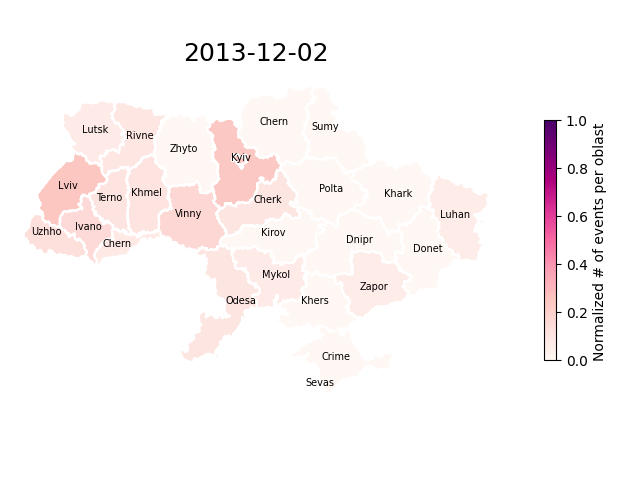 2013-12-02
Chern
Sumy
Lutsk
Rivne
Zhyto
Kyiv
Lviv
Terno
Khmel
Vinny
Cherk
Polta
Khark
Luhan
Uzhho
Ivano
Chern
Kirov
Dnipr
Donet
Mykol
Zapor
Odesa
Khers
Crime
Sevas
1.0
0.8
0.6
0.4
0.2
0.0
Normalized # of events per oblast